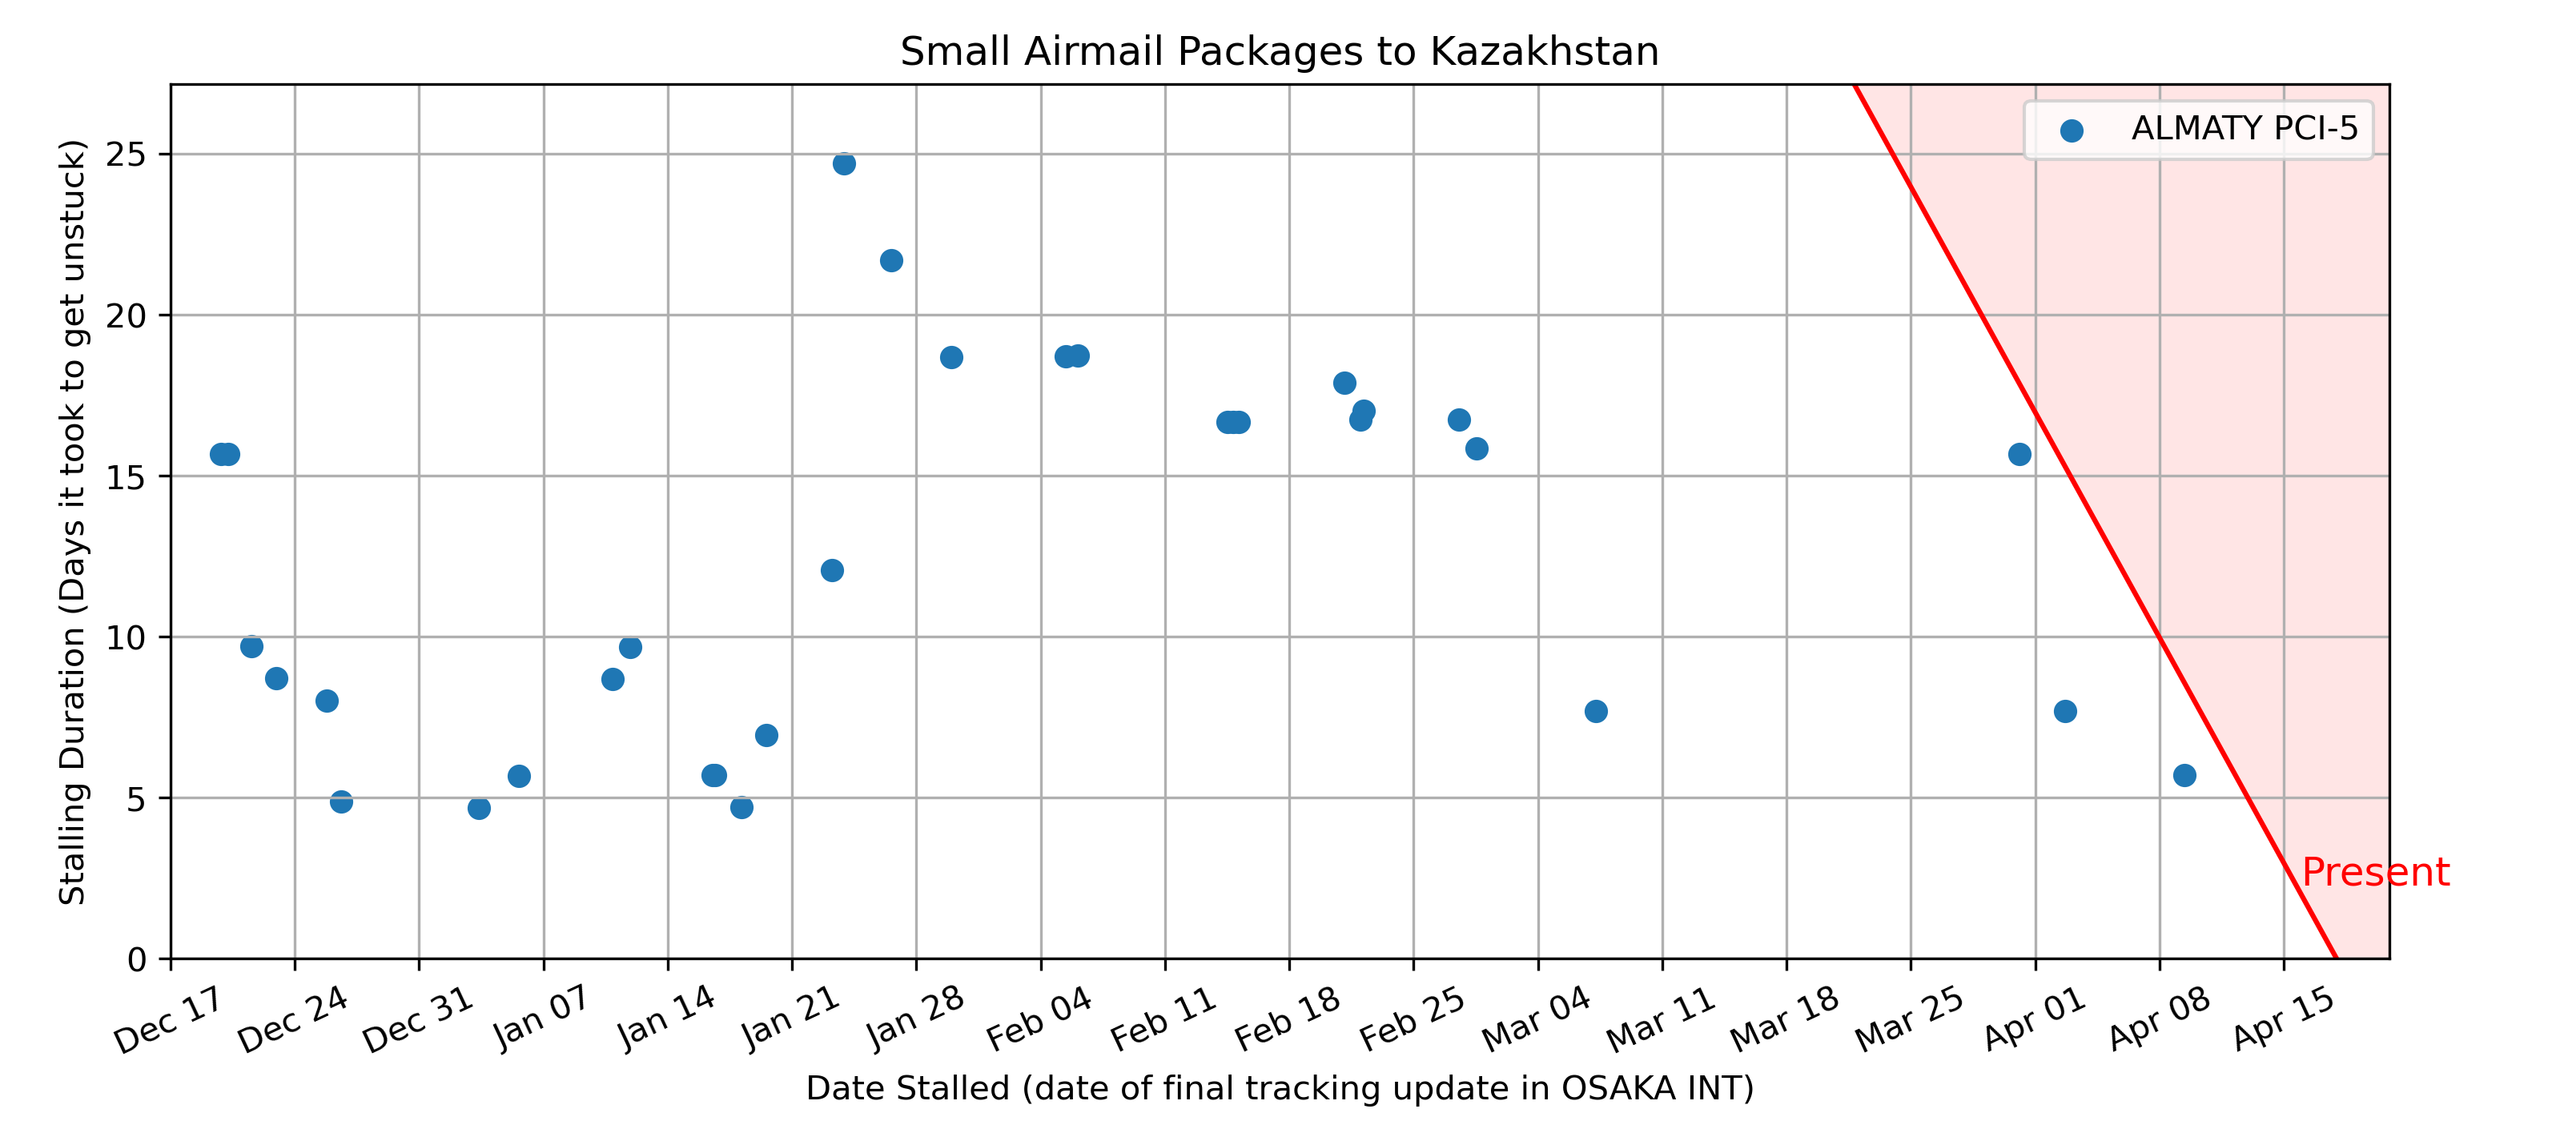 Small Airmail Packages to Kazakhstan
ALMATY PCI-5
Stalling Duration (Days it took to get unstuck)
25
20
15
10
5
0
Present
Dec 17
Dec 24
Dec 31
Jan 07
Jan 14
Jan 21
Jan 28
Feb 04
Feb 11
Feb 18
Feb 25
Mar 04
Mar 11
Mar 18
Mar 25
Apr 01
Apr 08
Apr 15
Date Stalled (date of final tracking update in OSAKA INT)